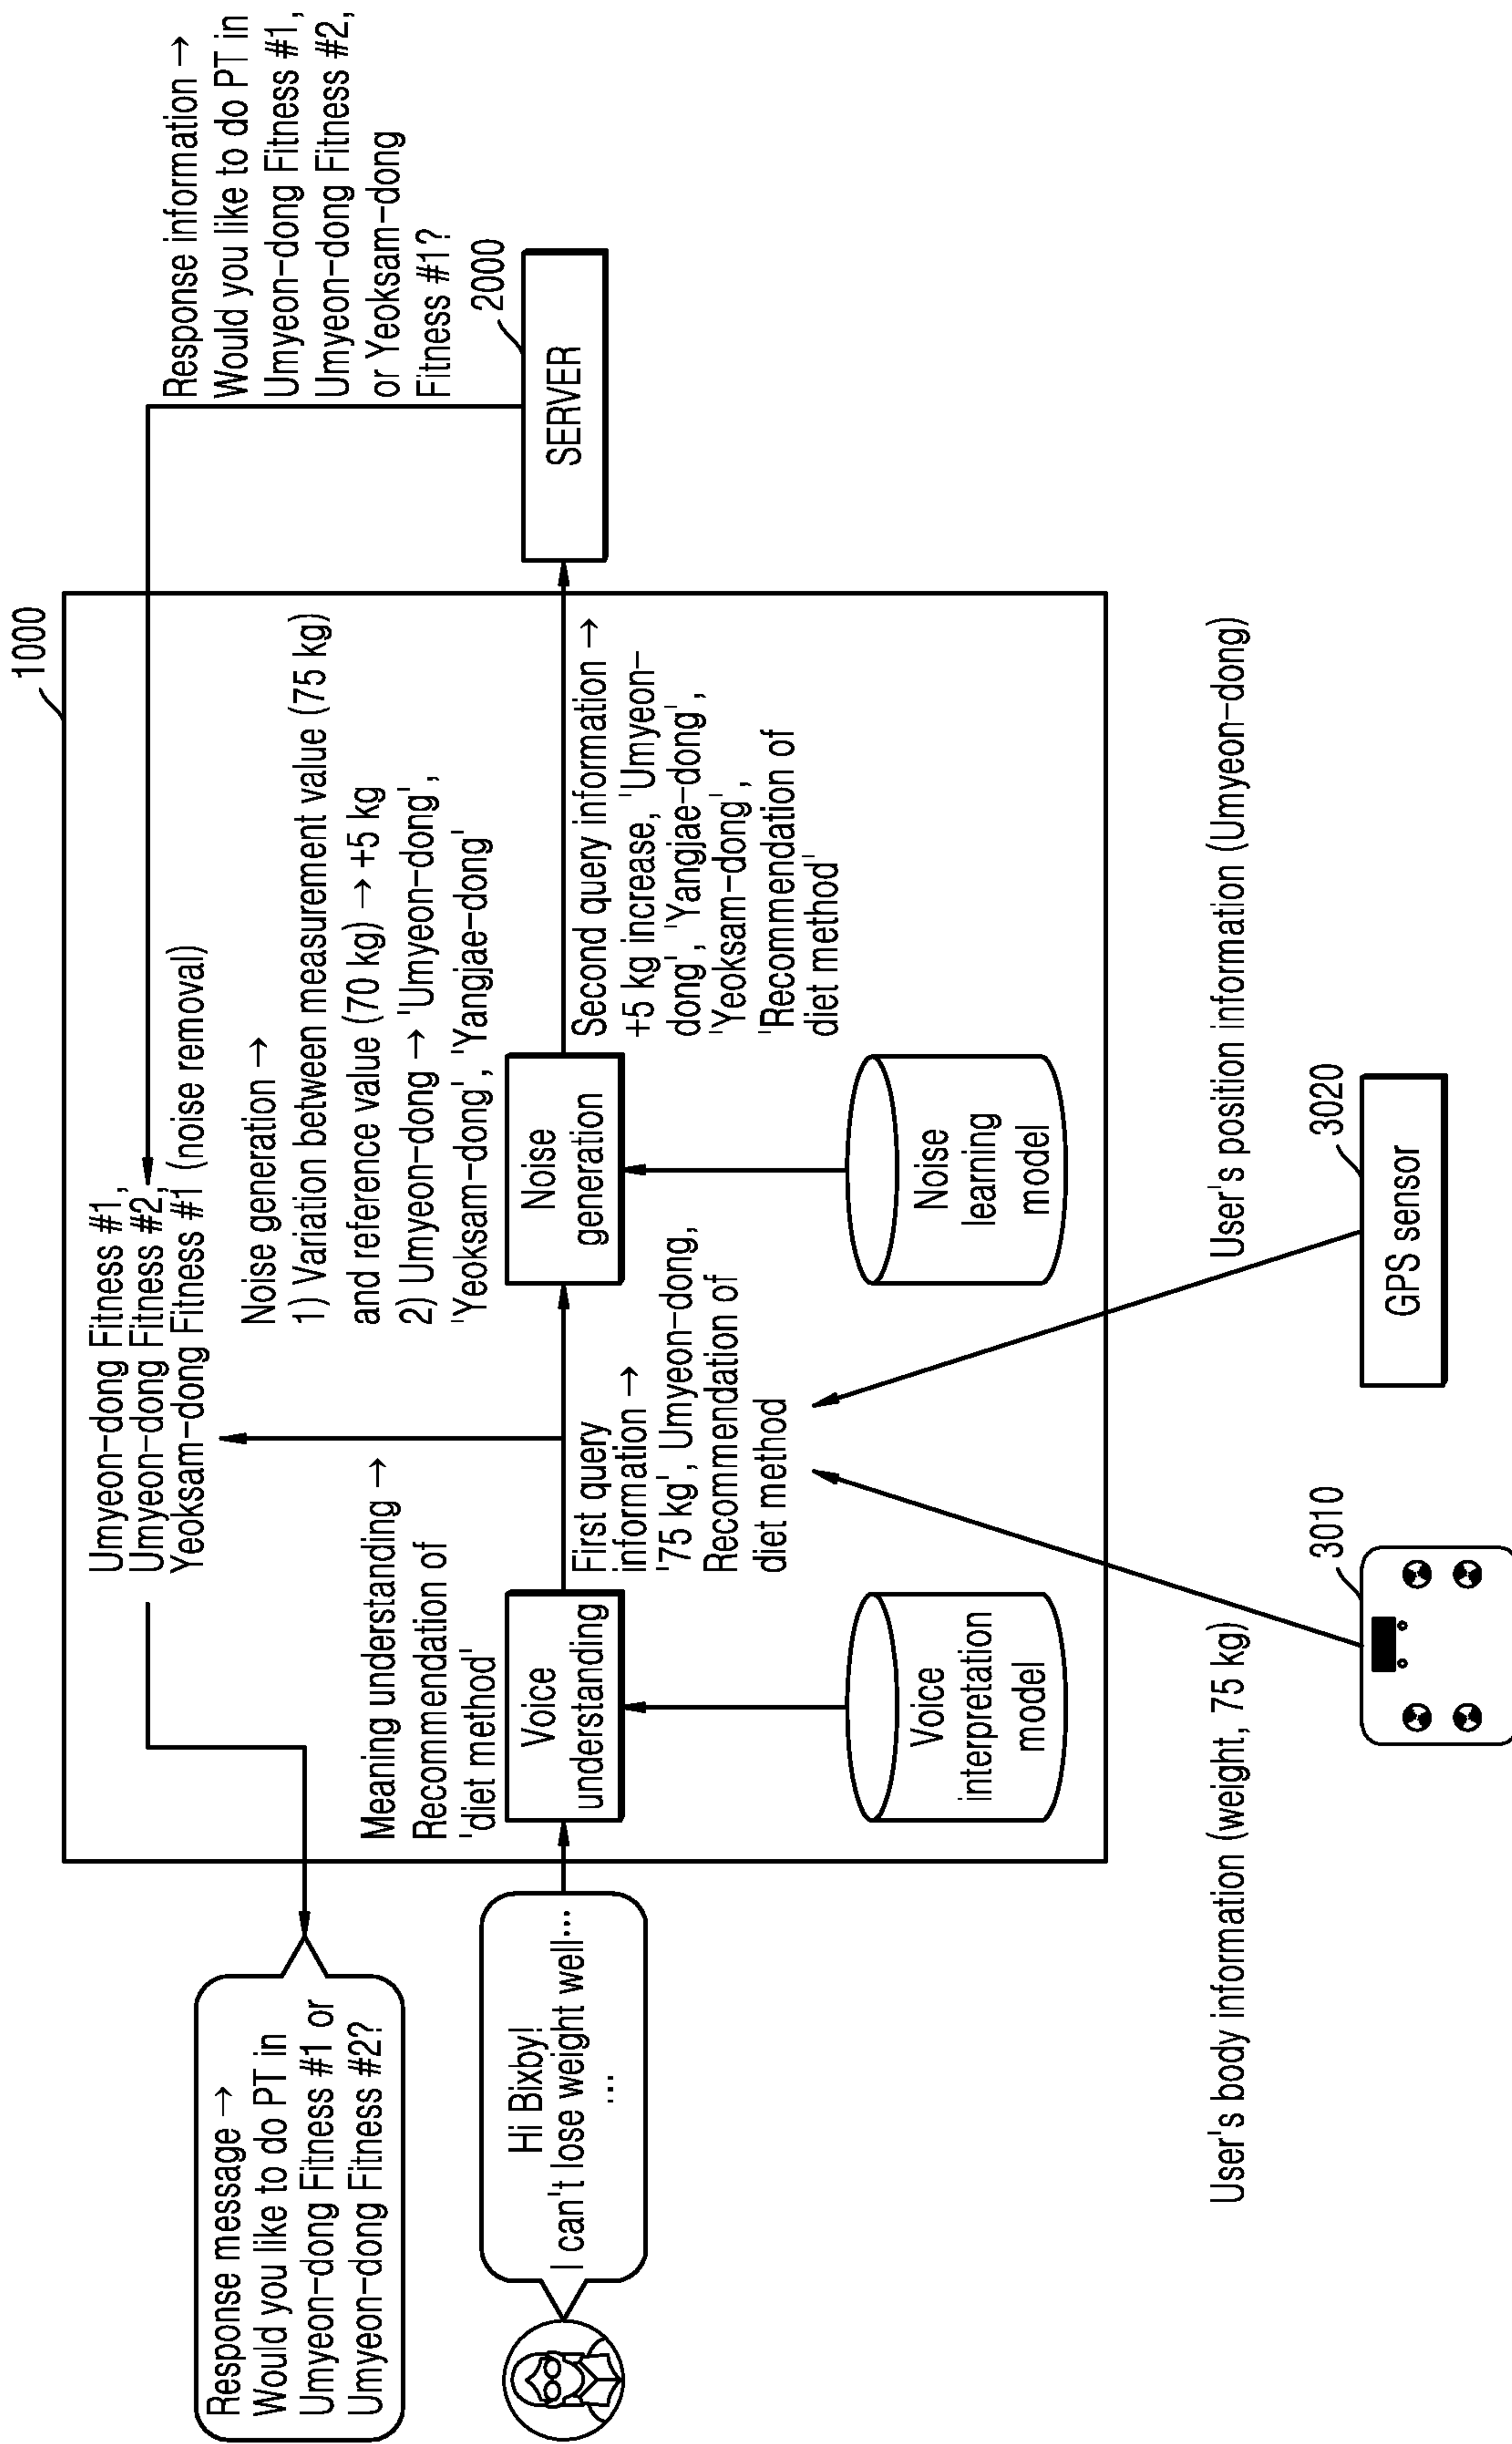 1000
Response message →
Would you like to do PT in
Umyeon-dong Fitness #1 or
Umyeon-dong Fitness #2?
Hi Bixby!
I can't lose weight well...
...
Umyeon-dong Fitness #1,
Umyeon-dong Fitness #2,
Yeoksam-dong Fitness #1 (noise removal)
Meaning understanding →
Recommendation of
'diet method'
Voice
understanding
Voice
interpretation
model
First query
information →
'75 kg', Umyeon-dong,
Recommendation of
diet method
Noise generation →
1) Variation between measurement value (75 kg)
and reference value (70 kg) → +5 kg
2) Umyeon-dong → 'Umyeon-dong',
'Yeoksam-dong', 'Yangjae-dong'
Noise
generation
Noise
learning
model
Second query information →
+5 kg increase, 'Umyeon-
dong', 'Yangjae-dong',
'Yeoksam-dong',
'Recommendation of
diet method'
Response information →
Would you like to do PT in
Umyeon-dong Fitness #1,
Umyeon-dong Fitness #2,
or Yeoksam-dong
Fitness #1?
2000
SERVER
User's body information (weight, 75 kg)
3010
User's position information (Umyeon-dong)
3020
GPS sensor